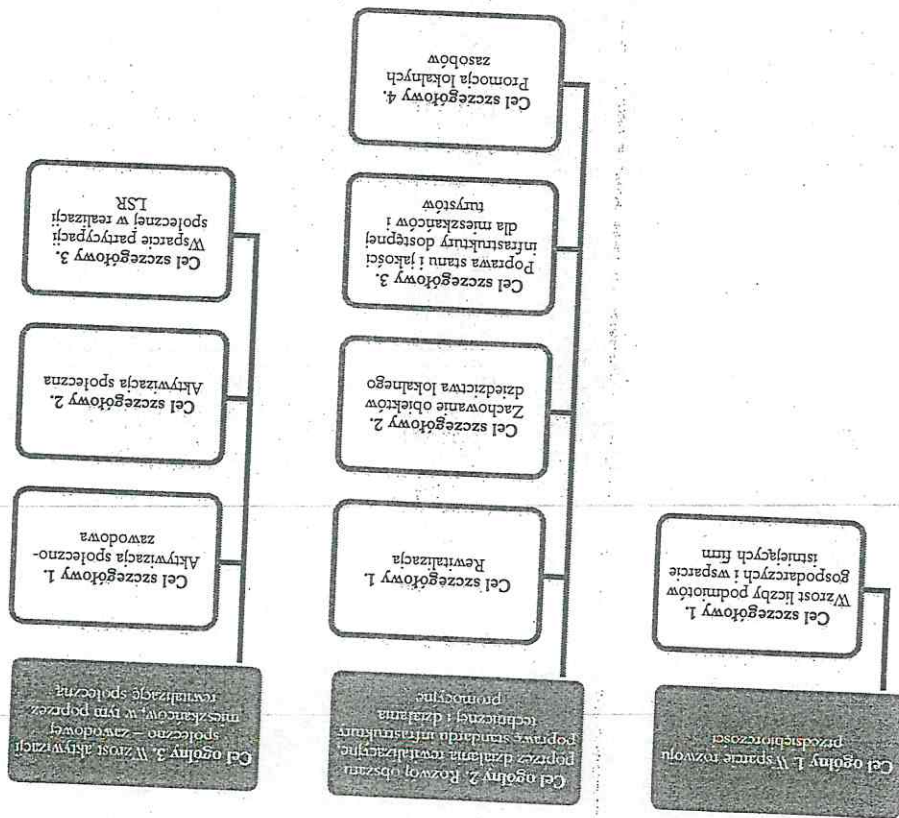 Cel ogólny 1. Wsparcie rozwoju
przedsiębiorczości
Cel szczegółowy 1.
Wzrost liczby podmiotów
gospodarczych i wsparcie
istniejących firm
Cel ogólny 2. Rozwój obszaru
poprzez działania rewitalizacyjne,
poprawę standardu infrastruktury
technicznej i działania
promocyjne
Cel szczegółowy 1.
Rewitalizacja
Cel szczegółowy 2.
Zachowanie obiektów
dziedzictwa lokalnego
Cel szczegółowy 3.
Poprawa stanu i jakości
infrastruktury dostępnej
dla mieszkańców i
turystów
Cel szczegółowy 4.
Promocja lokalnych
zasobów
Cel ogólny 3. Wzrost aktywizacji
społeczno – zawodowej
mieszkańców, w tym poprzez
rewitalizację społeczną
Cel szczegółowy 1.
Aktywizacja społeczno-
zawodowa
Cel szczegółowy 2.
Aktywizacja społeczna
Cel szczegółowy 3.
Wsparcie partycypacji
społecznej w realizacji
LSR